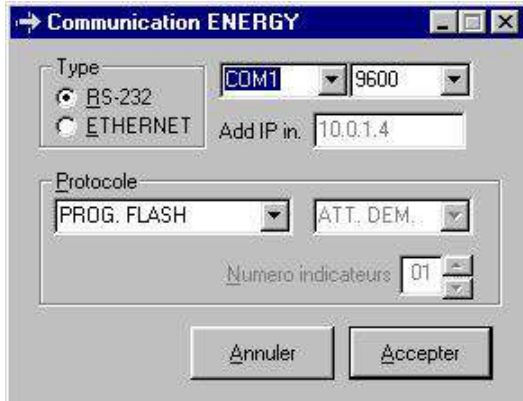 Communication ENERGY
Type
RS-232
ETHERNET
COM1 9600
Add IP in. 10.0.1.4
Protocole
PROG. FLASH ATT. DEM.
Numero indicateurs 01
Annuler Accepter